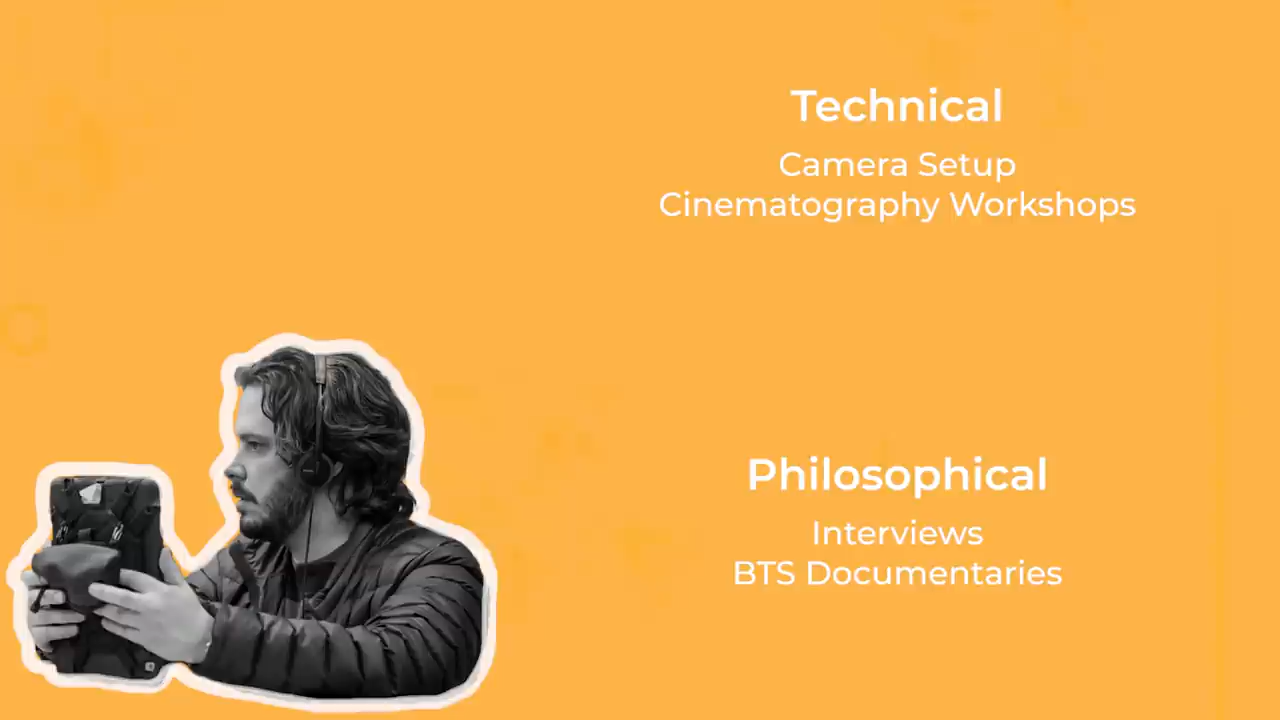 Technical
Camera Setup
Cinematography Workshops
Philosophical
Interviews
BTS Documentaries